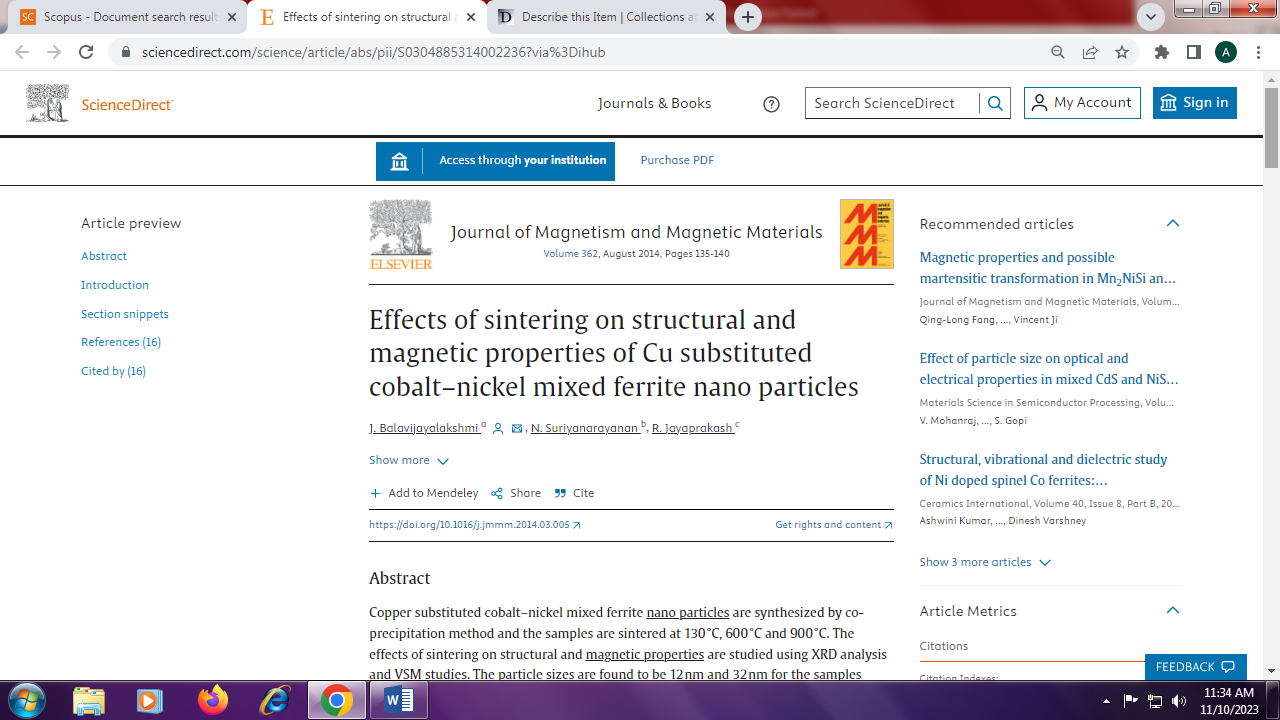 Scopus - Document search result
Effects of sintering on structural a
Describe this Item | Collections at
sciencedirect.com/science/article/abs/pii/S0304885314002236?via%3Dihub
A
ScienceDirect
Journals & Books
Search ScienceDirect
My Account
Sign in
Access through your institution
Purchase PDF
Article preview
Abstract
Introduction
Section snippets
References (16)
Cited by (16)
ELSEVIER
Journal of Magnetism and Magnetic Materials
Volume 362, August 2014, Pages 135-140
Effects of sintering on structural and
magnetic properties of Cu substituted
cobalt–nickel mixed ferrite nano particles
J. Balavijayalakshmi a , N. Suriyanarayanan b, R. Jayaprakash c
Show more
Add to Mendeley Share Cite
https://doi.org/10.1016/j.jmmm.2014.03.005
Get rights and content
Abstract
Copper substituted cobalt–nickel mixed ferrite nano particles are synthesized by co-
precipitation method and the samples are sintered at 130°C, 600°C and 900°C. The
effects of sintering on structural and magnetic properties are studied using XRD analysis
and VSM studies. The particle sizes are found to be 12nm and 32nm for the samples
Recommended articles
Magnetic properties and possible
martensitic transformation in Mn₂NiSi an…
Journal of Magnetism and Magnetic Materials, Volum…
Qing-Long Fang, …, Vincent Ji
Effect of particle size on optical and
electrical properties in mixed CdS and NiS…
Materials Science in Semiconductor Processing, Volu…
V. Mohanraj, …, S. Gopi
Structural, vibrational and dielectric study
of Ni doped spinel Co ferrites:…
Ceramics International, Volume 40, Issue 8, Part B, 20…
Ashwini Kumar, …, Dinesh Varshney
Show 3 more articles
Article Metrics
Citations
Citation Indexes:
FEEDBACK
11:34 AM
11/10/2023